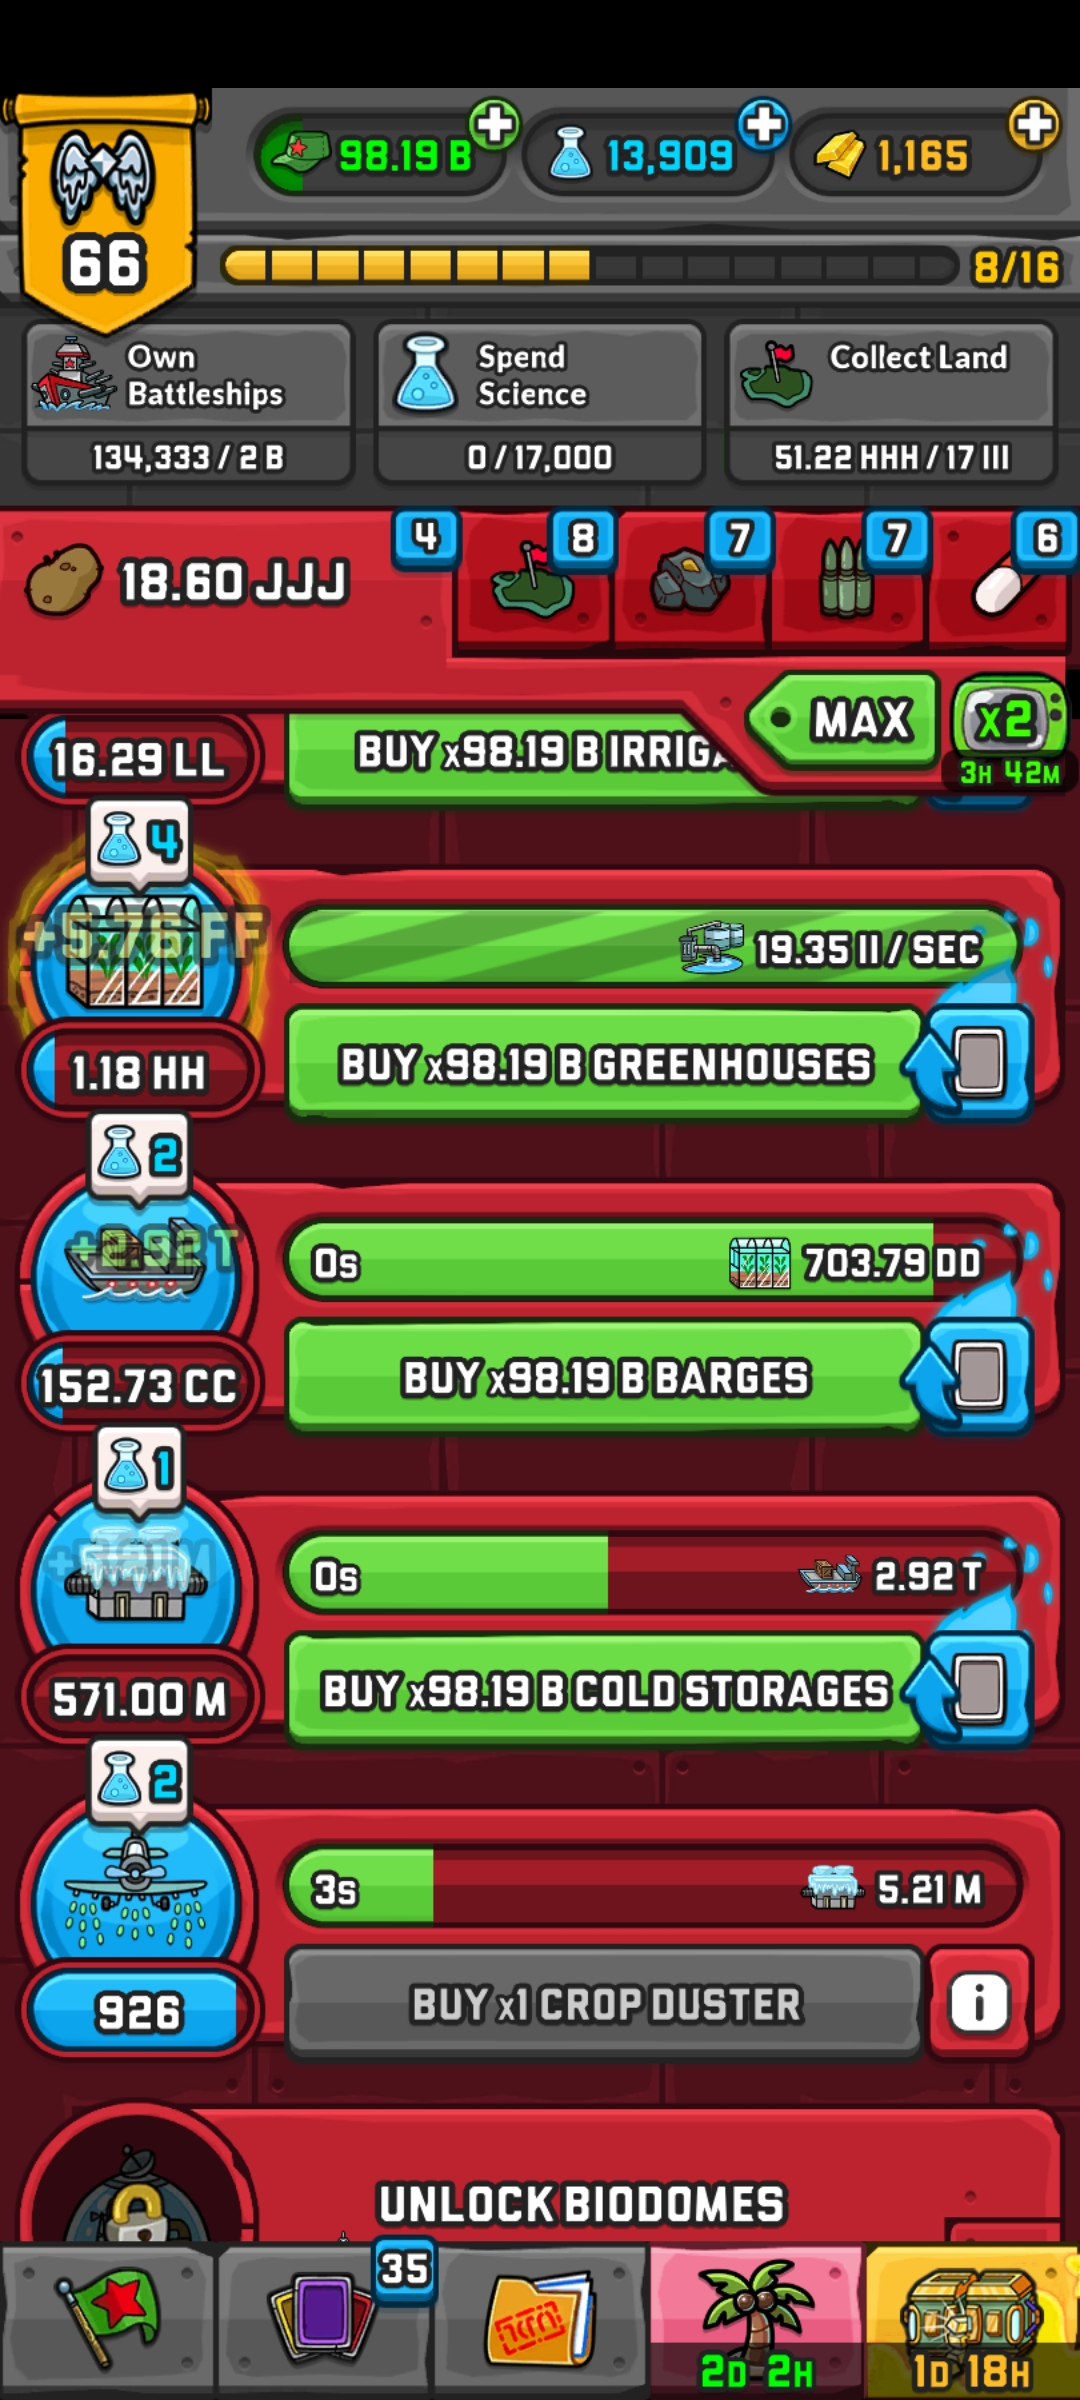 98.19 B
13,909
1,165
66
8/16
Own
Battleships
134,333 / 2 B
Spend
Science
0 / 17,000
Collect Land
51.22 HHH / 17 III
18.60 JJJ
4
8
7
7
6
MAX
x2
3H 42M
16.29 LL
BUY x98.19 B
4
+5.76 FF
19.35 II / SEC
1.18 HH
BUY x98.19 B GREENHOUSES
2
+2.92 T
0s
703.79 DD
152.73 CC
BUY x98.19 B BARGES
1
0s
2.92 T
571.00 M
BUY x98.19 B COLD STORAGES
2
3s
5.21 M
926
BUY x1 CROP DUSTER
i
UNLOCK BIODOMES
35
2D 2H
1D 18H